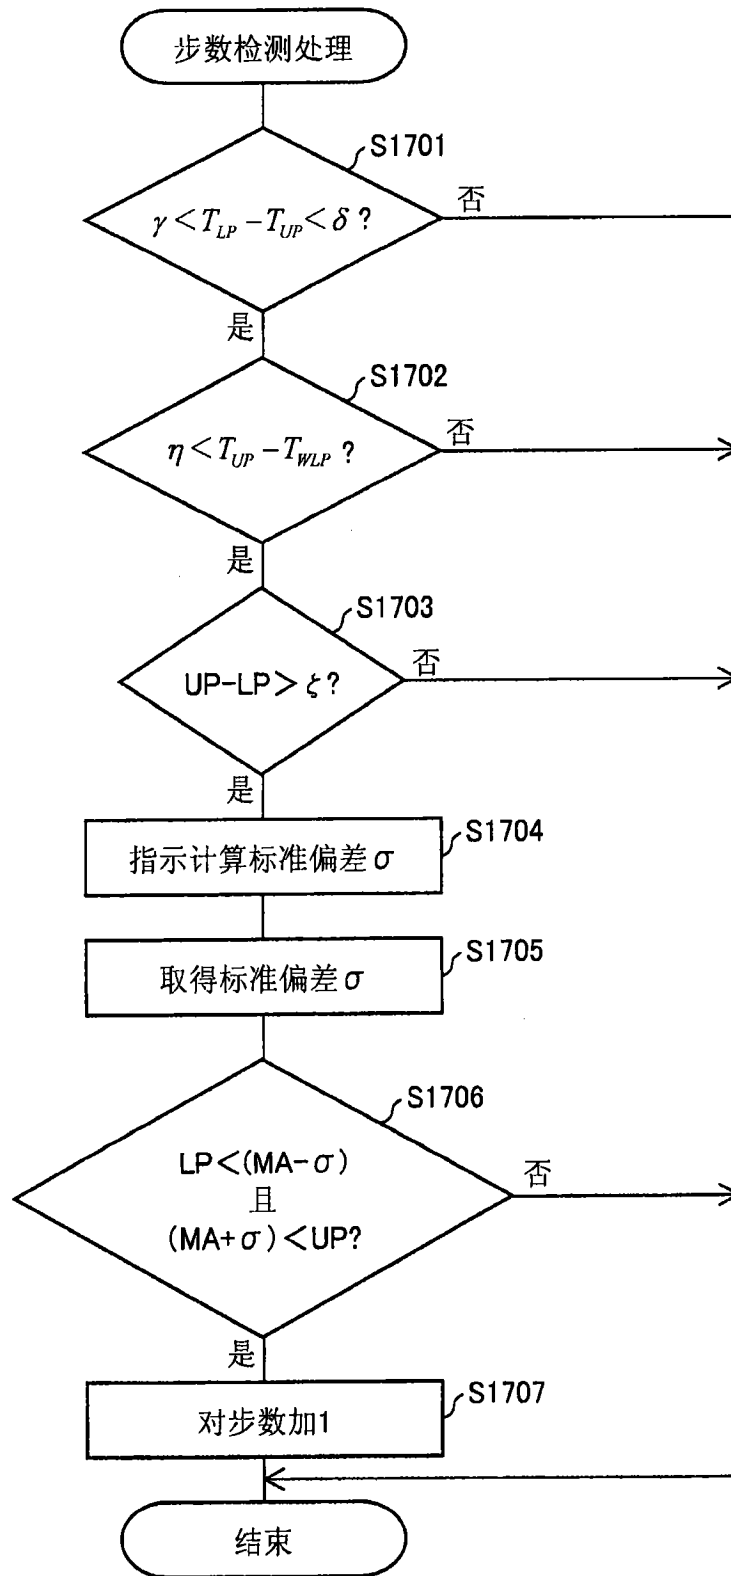 步数检测处理
S1701
γ<T_LP−T_UP<δ?
否
是
S1702
η<T_UP−T_WLP?
否
是
S1703
UP-LP>ζ?
否
是
S1704
指示计算标准偏差σ
S1705
取得标准偏差σ
S1706
LP<(MA-σ)
且
(MA+σ)<UP?
否
是
S1707
对步数加1
结束